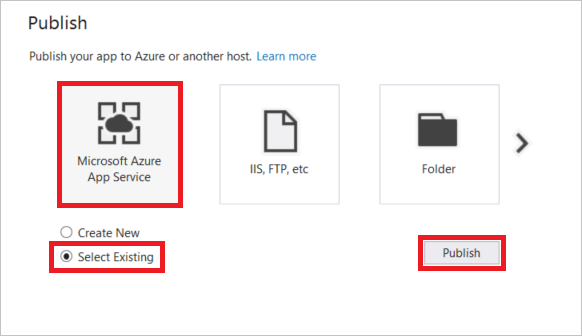 Publish
Publish your app to Azure or another host. Learn more
Microsoft Azure
App Service
IIS, FTP, etc
Folder
Create New
Select Existing
Publish